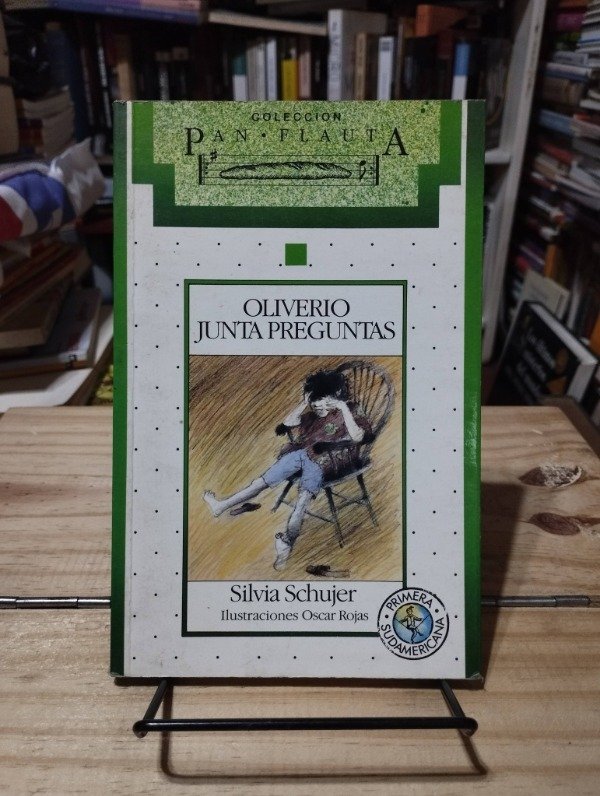 COLECCION
PAN · FLAUTA
OLIVERIO
JUNTA PREGUNTAS
Silvia Schujer
Ilustraciones Oscar Rojas
PRIMERA
SUDAMERICANA